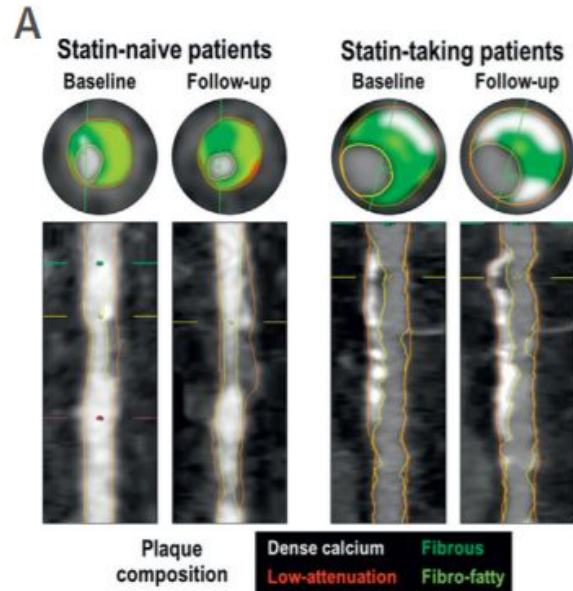 A
Statin-naive patients
Baseline
Follow-up
Statin-taking patients
Baseline
Follow-up
Plaque
composition
Dense calcium
Fibrous
Low-attenuation
Fibro-fatty